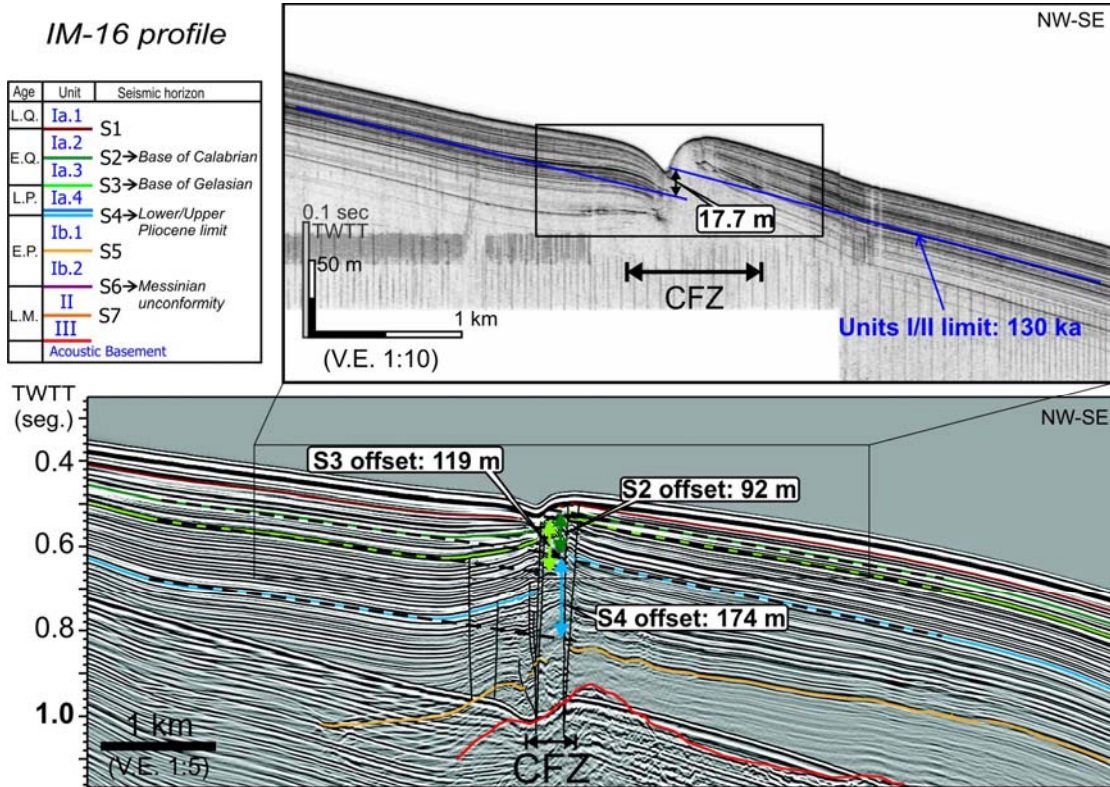 IM-16 profile
NW-SE
Age Unit Seismic horizon
L.Q. Ia.1
S1
E.Q. Ia.2
S2→Base of Calabrian
Ia.3
S3→Base of Gelasian
L.P. Ia.4
S4→Lower/Upper
Pliocene limit
E.P. Ib.1
S5
Ib.2
S6→Messinian
unconformity
L.M. II
S7
III
Acoustic Basement
17.7 m
0.1 sec
TWTT
50 m
1 km
(V.E. 1:10)
CFZ
Units I/II limit: 130 ka
TWTT
(seg.)
NW-SE
0.4
0.6
0.8
1.0
S3 offset: 119 m
S2 offset: 92 m
S4 offset: 174 m
1 km
(V.E. 1:5)
CFZ